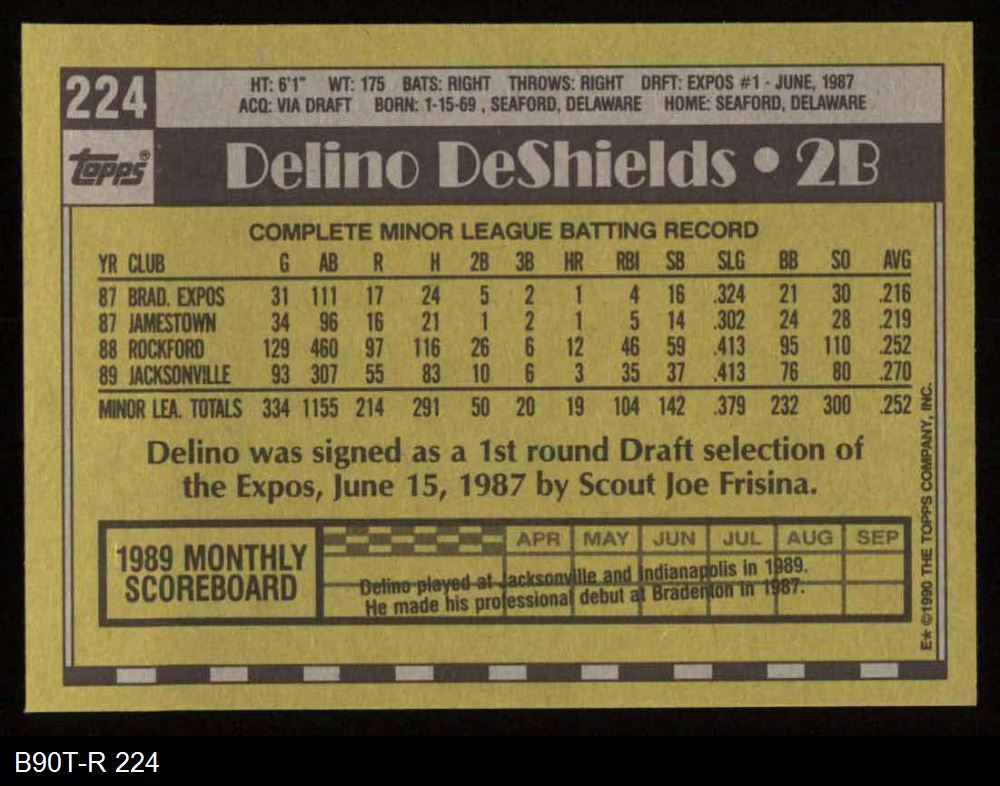 224
HT: 6'1" WT: 175 BATS: RIGHT THROWS: RIGHT DRFT: EXPOS #1 - JUNE, 1987
ACQ: VIA DRAFT BORN: 1-15-69 , SEAFORD, DELAWARE HOME: SEAFORD, DELAWARE
topps®
Delino DeShields • 2B
COMPLETE MINOR LEAGUE BATTING RECORD
YR CLUB G AB R H 2B 3B HR RBI SB SLG BB SO AVG
87 BRAD. EXPOS 31 111 17 24 5 2 1 4 16 .324 21 30 .216
87 JAMESTOWN 34 96 16 21 1 2 1 5 14 .302 24 28 .219
88 ROCKFORD 129 460 97 116 26 6 12 46 59 .413 95 110 .252
89 JACKSONVILLE 93 307 55 83 10 6 3 35 37 .413 76 80 .270
MINOR LEA. TOTALS 334 1155 214 291 50 20 19 104 142 .379 232 300 .252
Delino was signed as a 1st round Draft selection of
the Expos, June 15, 1987 by Scout Joe Frisina.
1989 MONTHLY
SCOREBOARD
APR MAY JUN JUL AUG SEP
Delino played at Jacksonville and Indianapolis in 1989.
He made his professional debut at Bradenton in 1987.
E* ©1990 THE TOPPS COMPANY, INC.
B90T-R 224